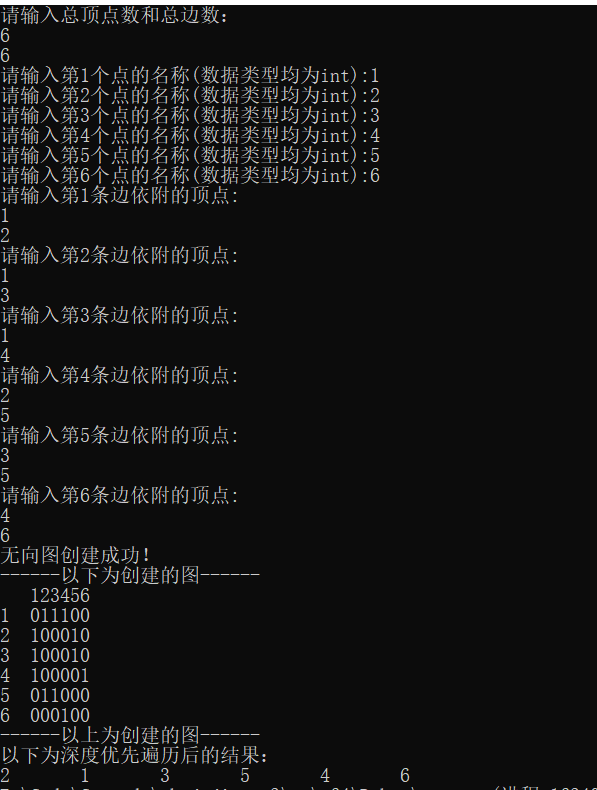 请输入总顶点数和总边数:
6
6
请输入第1个点的名称(数据类型均为int):1
请输入第2个点的名称(数据类型均为int):2
请输入第3个点的名称(数据类型均为int):3
请输入第4个点的名称(数据类型均为int):4
请输入第5个点的名称(数据类型均为int):5
请输入第6个点的名称(数据类型均为int):6
请输入第1条边依附的顶点:
1
2
请输入第2条边依附的顶点:
1
3
请输入第3条边依附的顶点:
1
4
请输入第4条边依附的顶点:
2
5
请输入第5条边依附的顶点:
3
5
请输入第6条边依附的顶点:
4
6
无向图创建成功!
------以下为创建的图------
   123456
1  011100
2  100010
3  100010
4  100001
5  011000
6  000100
------以上为创建的图------
以下为深度优先遍历后的结果:
2       1       3       5       4       6